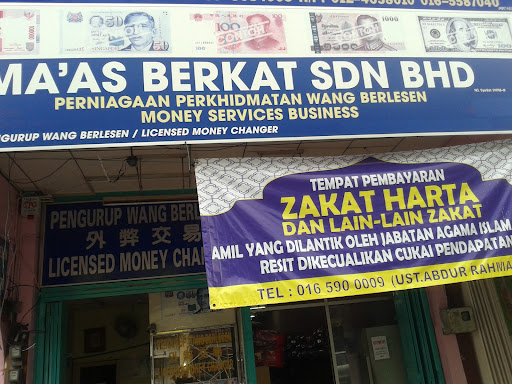 MA'AS BERKAT SDN BHD
PERNIAGAAN PERKHIDMATAN WANG BERLESEN
MONEY SERVICES BUSINESS
PENGURUP WANG BERLESEN / LICENSED MONEY CHANGER
TEMPAT PEMBAYARAN
ZAKAT HARTA
DAN LAIN-LAIN ZAKAT
AMIL YANG DILANTIK OLEH JABATAN AGAMA ISLAM
RESIT DIKECUALIKAN CUKAI PENDAPATAN
TEL : 016 590 0009 (UST.ABDUR RAHMA
PENGURUP WANG BER
外弊交易
LICENSED MONEY CHAN